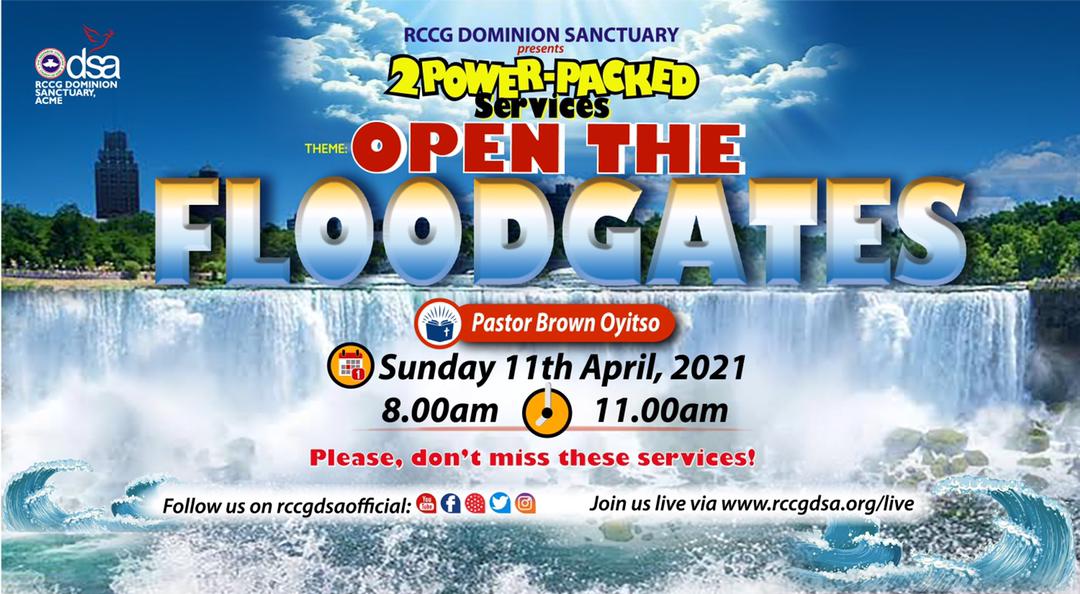 dsa
RCCG DOMINION
SANCTUARY,
ACME
RCCG DOMINION SANCTUARY
presents
2 POWER-PACKED
Services
THEME: OPEN THE
FLOODGATES
Pastor Brown Oyitso
Sunday 11th April, 2021
8.00am 11.00am
Please, don't miss these services!
Follow us on rccgdsaofficial: Join us live via www.rccgdsa.org/live